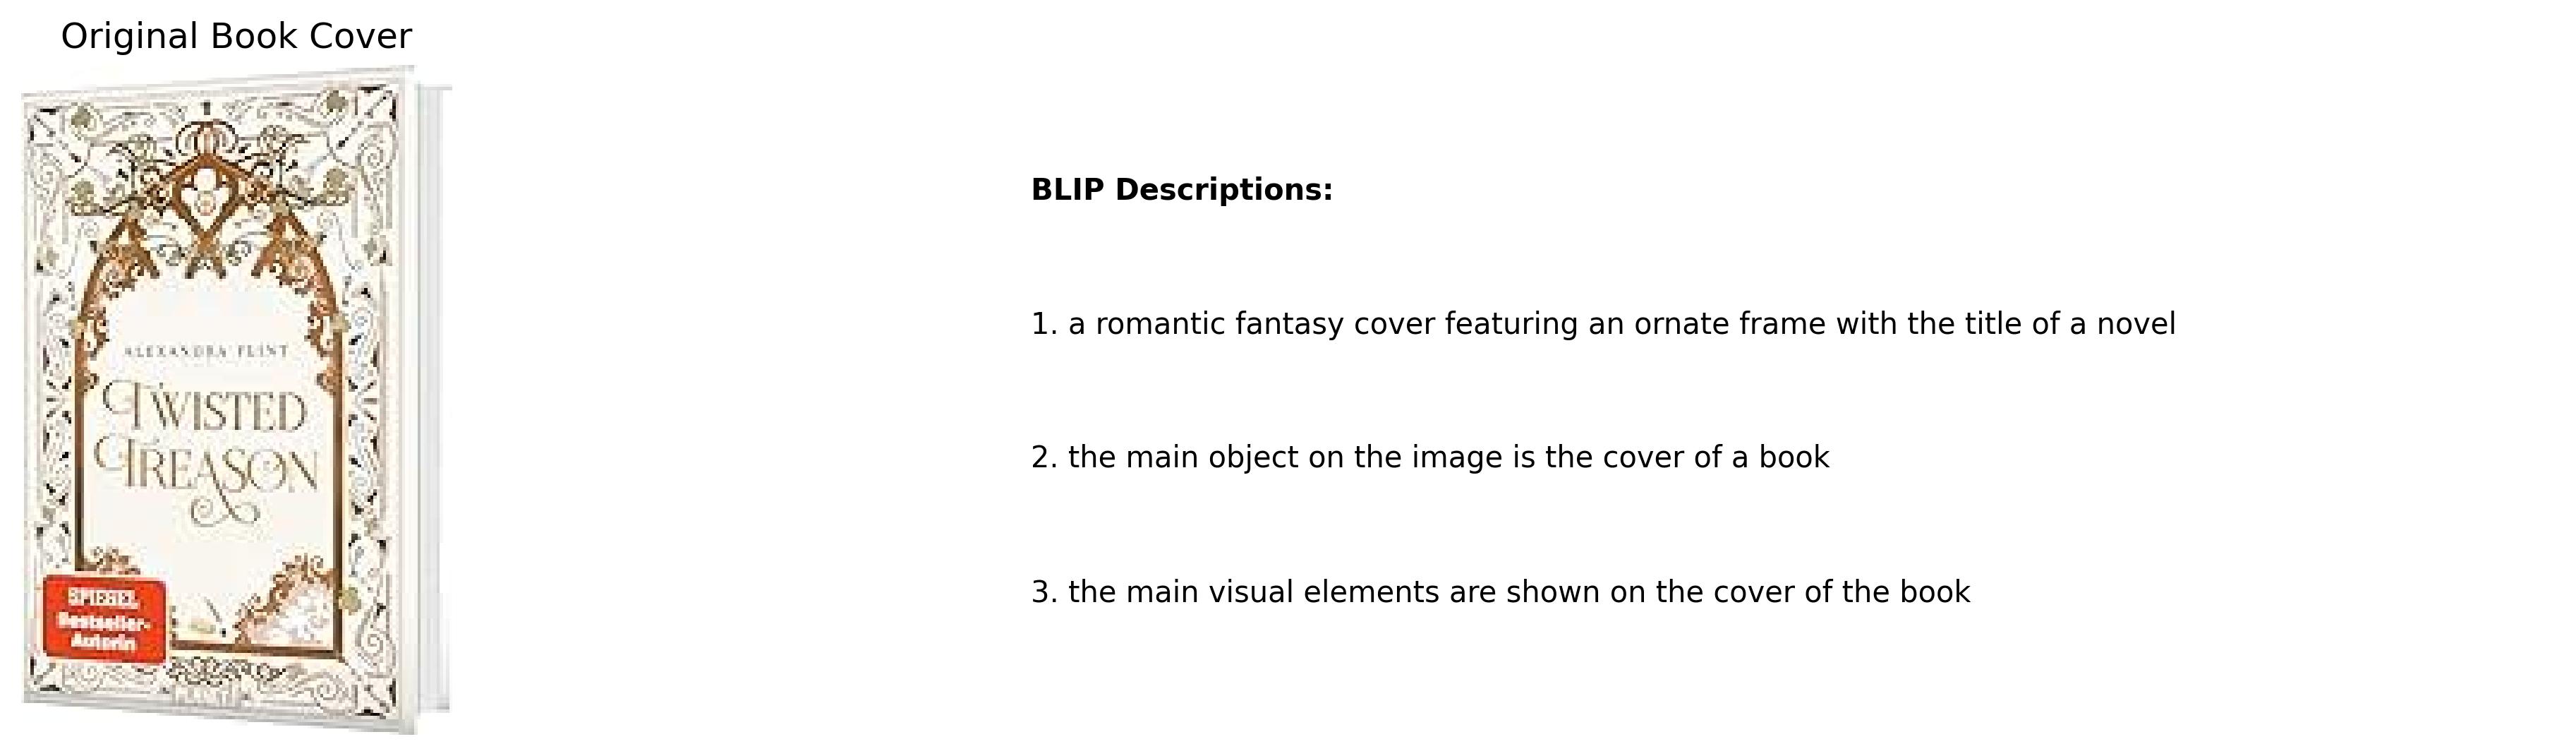 Original Book Cover
ALEXANDRA FLINT
TWISTED
TREASON
SPIEGEL
Bestseller-
Autorin
BLIP Descriptions:
1. a romantic fantasy cover featuring an ornate frame with the title of a novel
2. the main object on the image is the cover of a book
3. the main visual elements are shown on the cover of the book